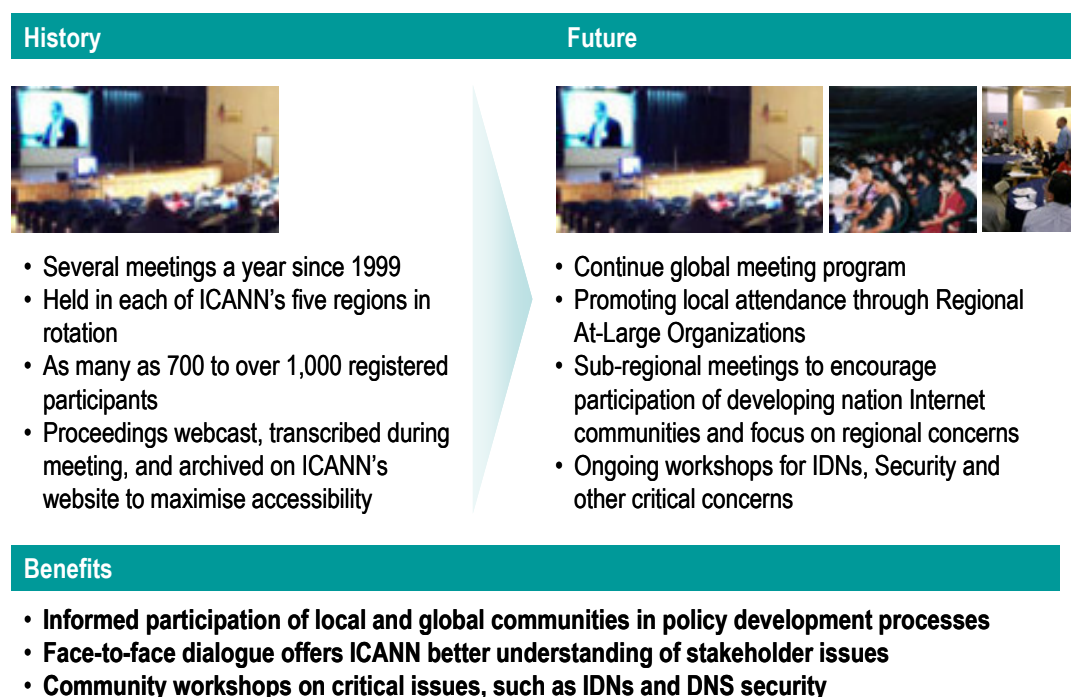 History
Future
• Several meetings a year since 1999
• Held in each of ICANN’s five regions in
rotation
• As many as 700 to over 1,000 registered
participants
• Proceedings webcast, transcribed during
meeting, and archived on ICANN’s
website to maximise accessibility
• Continue global meeting program
• Promoting local attendance through Regional
At-Large Organizations
• Sub-regional meetings to encourage
participation of developing nation Internet
communities and focus on regional concerns
• Ongoing workshops for IDNs, Security and
other critical concerns
Benefits
• Informed participation of local and global communities in policy development processes
• Face-to-face dialogue offers ICANN better understanding of stakeholder issues
• Community workshops on critical issues, such as IDNs and DNS security